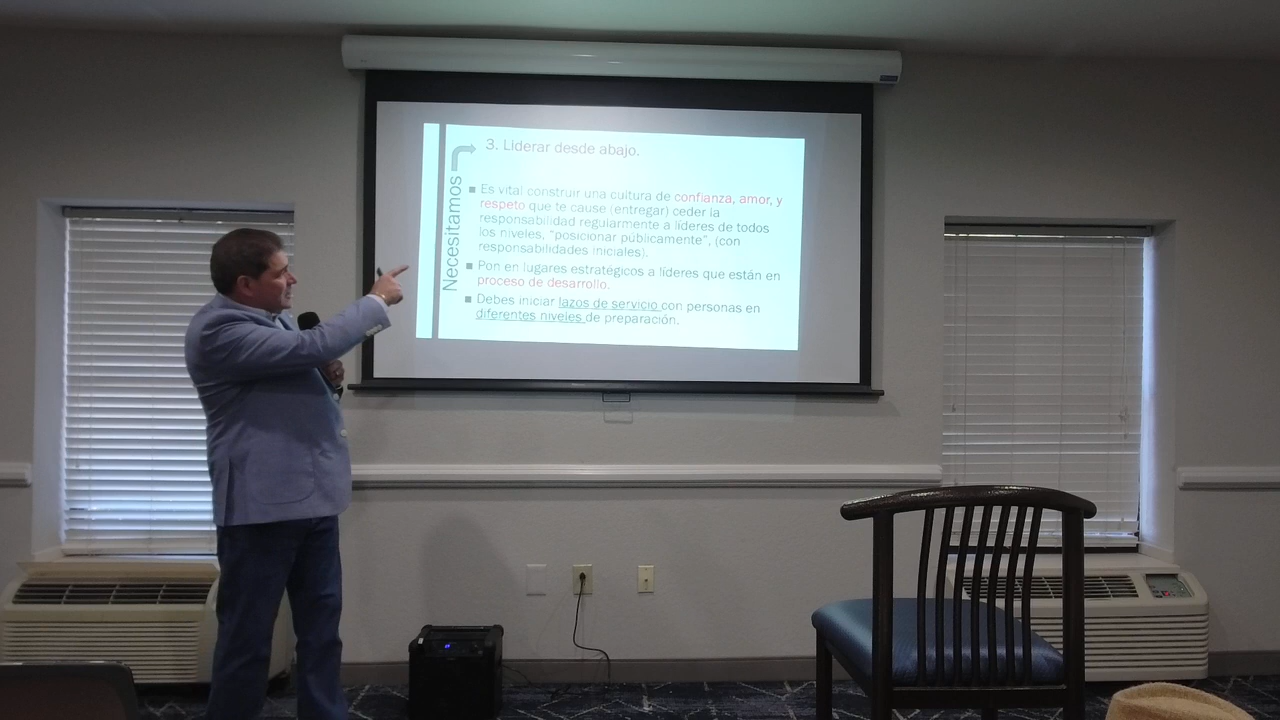 Necesitamos
3. Liderar desde abajo.
■ Es vital construir una cultura de confianza, amor, y
respeto que te cause (entregar) ceder la
responsabilidad regularmente a líderes de todos
los niveles, "posicionar públicamente", (con
responsabilidades iniciales).
■ Pon en lugares estratégicos a líderes que están en
proceso de desarrollo.
■ Debes iniciar lazos de servicio con personas en
diferentes niveles de preparación.